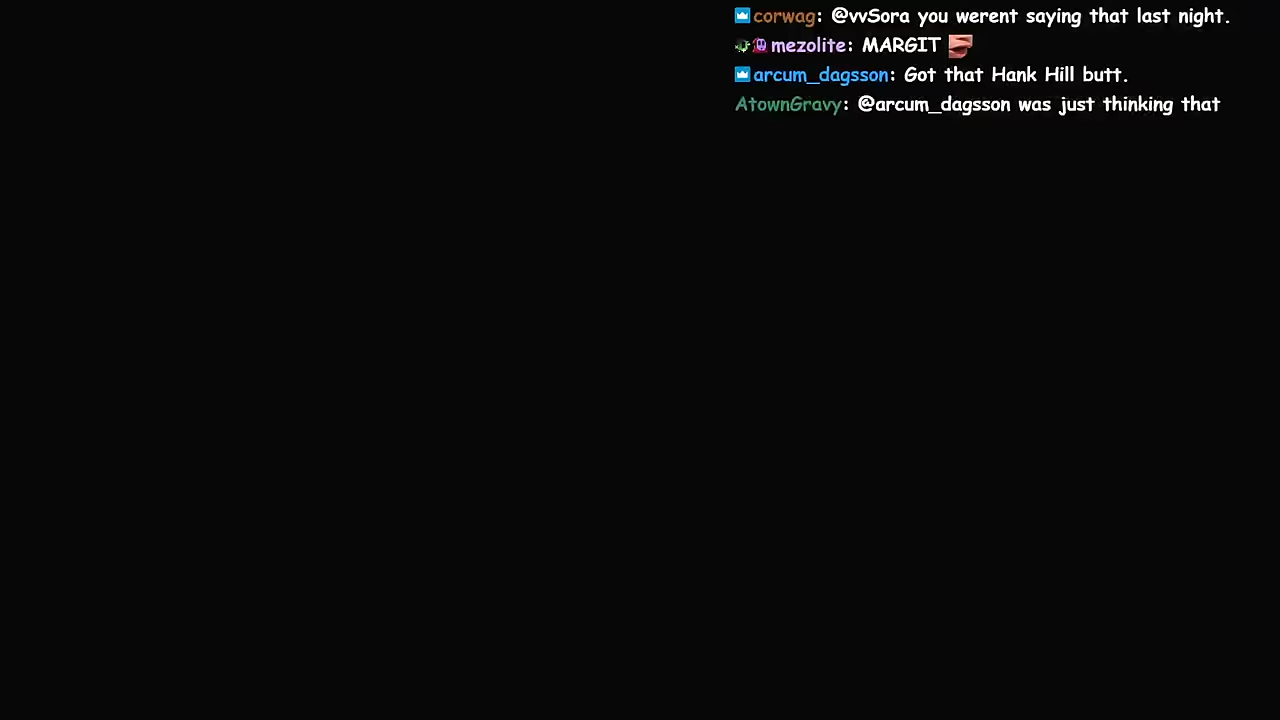 corwag: @vvSora you werent saying that last night.
mezolite: MARGIT
arcum_dagsson: Got that Hank Hill butt.
AtownGravy: @arcum_dagsson was just thinking that